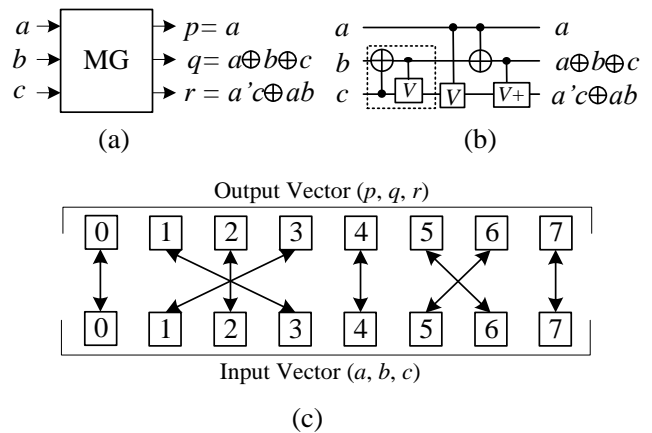 a
b
c
MG
p= a
q= a⊕b⊕c
r= a'c⊕ab
(a)
a
b
c
V
V
V+
a
a⊕b⊕c
a'c⊕ab
(b)
Output Vector (p, q, r)
0 1 2 3 4 5 6 7
0 1 2 3 4 5 6 7
Input Vector (a, b, c)
(c)